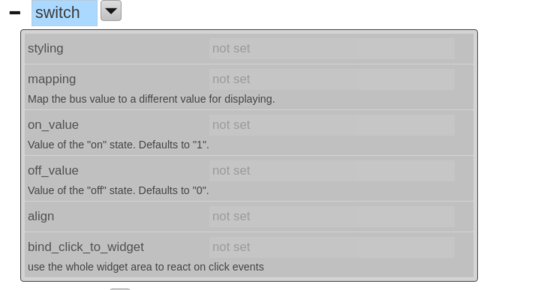 switch
styling not set
mapping not set
Map the bus value to a different value for displaying.
on_value not set
Value of the "on" state. Defaults to "1".
off_value not set
Value of the "off" state. Defaults to "0".
align not set
bind_click_to_widget not set
use the whole widget area to react on click events